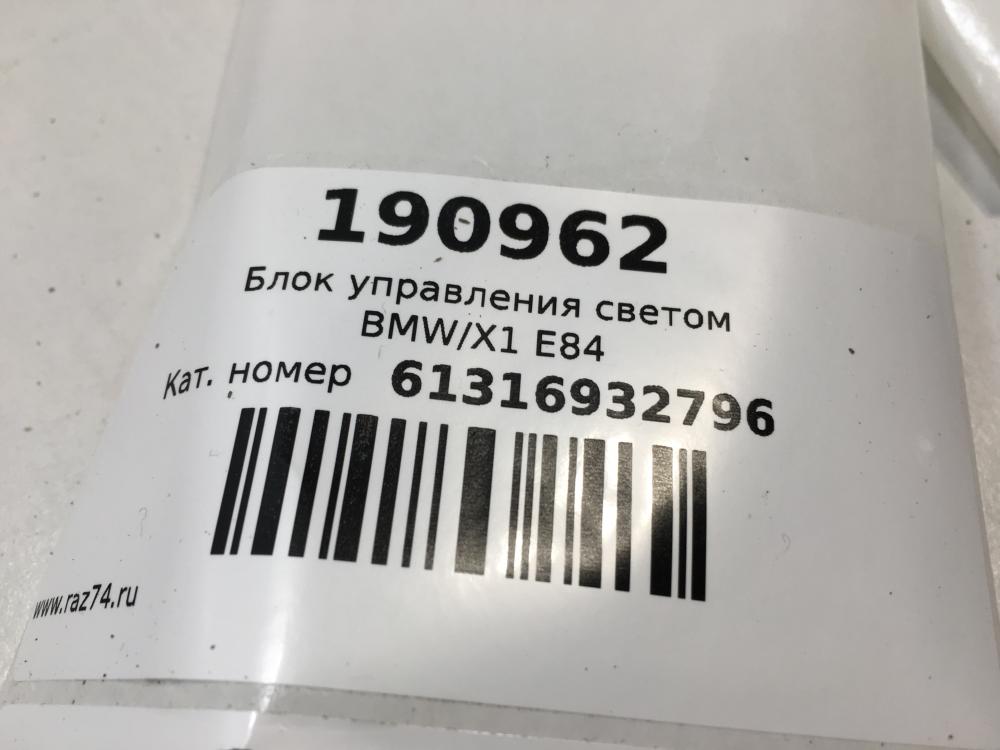 190962
Блок управления светом
BMW/X1 E84
Кат. номер 61316932796
www.raz74.ru